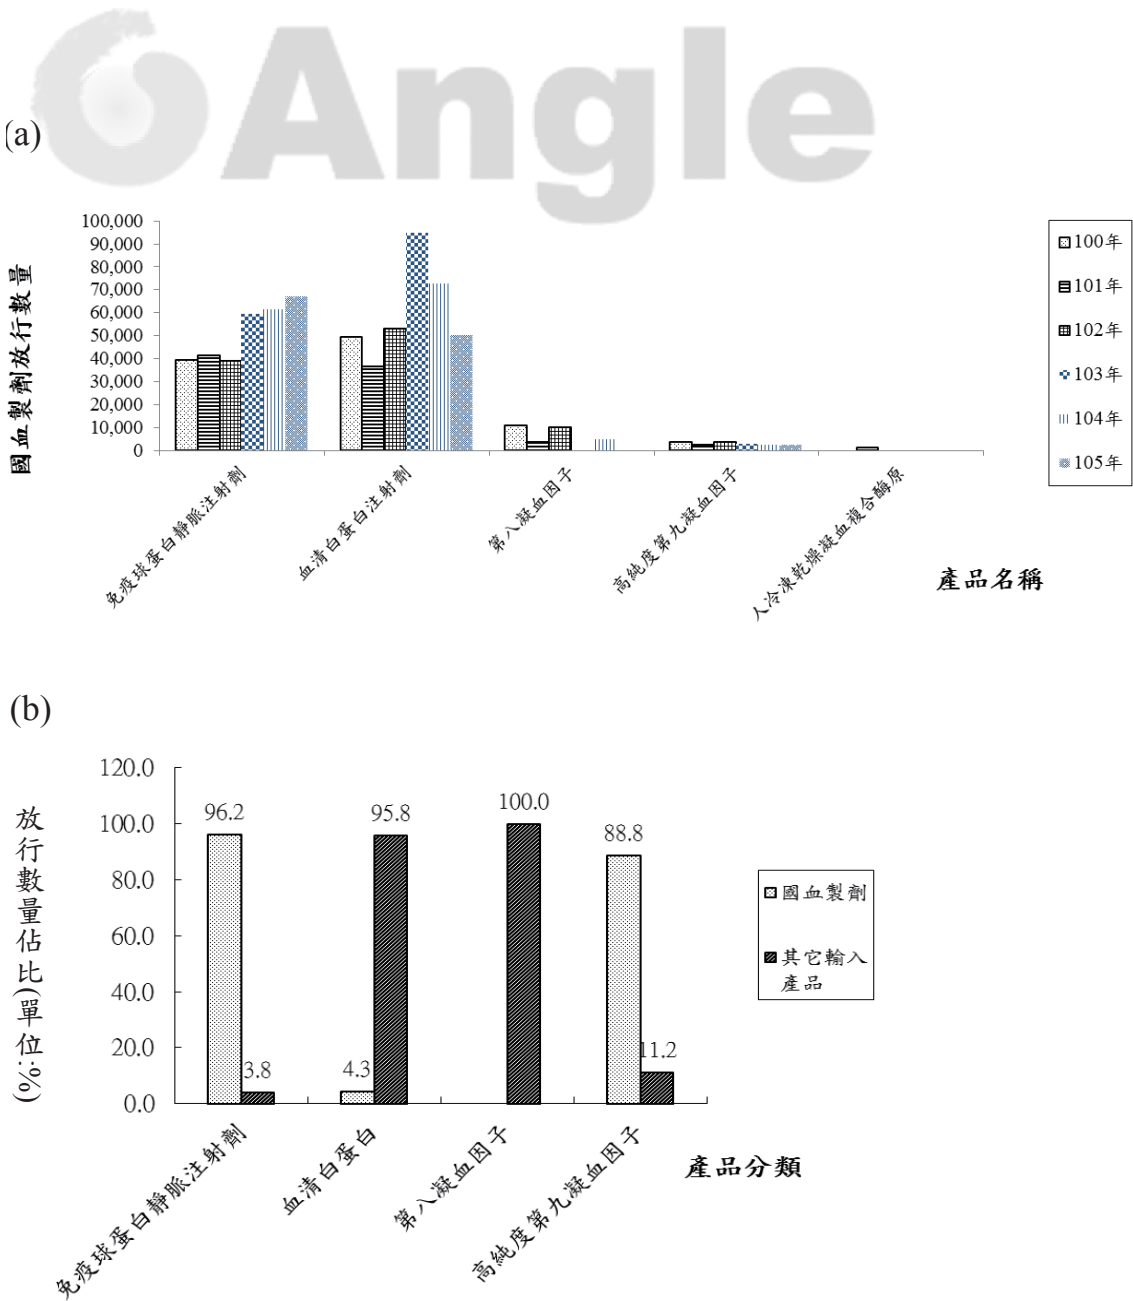 Angle
(a)
國血製劑放行數量
100,000
90,000
80,000
70,000
60,000
50,000
40,000
30,000
20,000
10,000
0
免疫球蛋白靜脈注射劑
血清白蛋白注射劑
第八凝血因子
高純度第九凝血因子
人冷凍乾燥凝血複合酶原
產品名稱
100年
101年
102年
103年
104年
105年
(b)
放行數量佔比)單位:%)
120.0
100.0
80.0
60.0
40.0
20.0
0.0
96.2
3.8
4.3
95.8
100.0
88.8
11.2
免疫球蛋白靜脈注射劑
血清白蛋白
第八凝血因子
高純度第九凝血因子
產品分類
國血製劑
其它輸入
產品